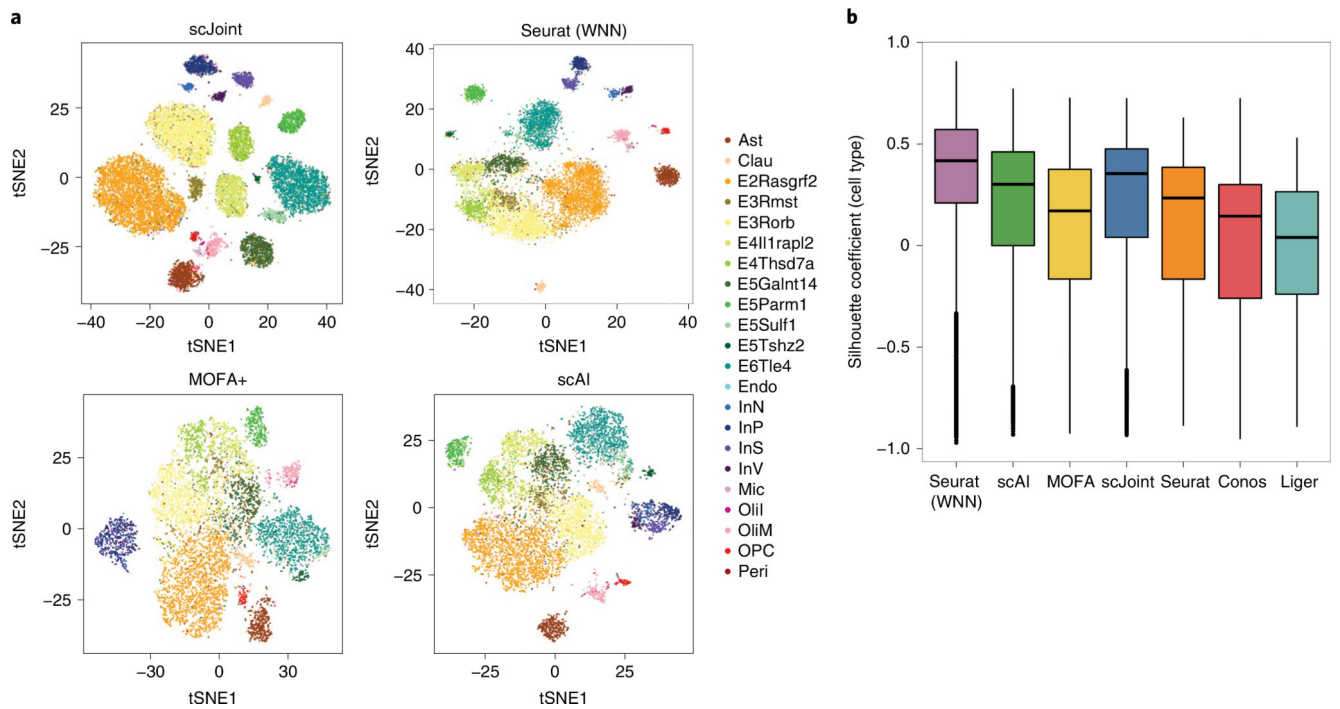 a
scJoint
tSNE2
25
0
−25
−40
−20
0
20
40
tSNE1
Seurat (WNN)
tSNE2
40
20
0
−20
−40
−20
0
20
40
tSNE1
MOFA+
tSNE2
25
0
−25
−30
0
30
tSNE1
scAI
tSNE2
25
0
−25
−25
0
25
tSNE1
Ast
Clau
E2Rasgrf2
E3Rmst
E3Rorb
E4Il1rapl2
E4Thsd7a
E5Galnt14
E5Parm1
E5Sulf1
E5Tshz2
E6Tle4
Endo
InN
InP
InS
InV
Mic
OliI
OliM
OPC
Peri
b
Silhouette coefficient (cell type)
1.0
0.5
0
−0.5
−1.0
Seurat
(WNN)
scAI
MOFA
scJoint
Seurat
Conos
Liger